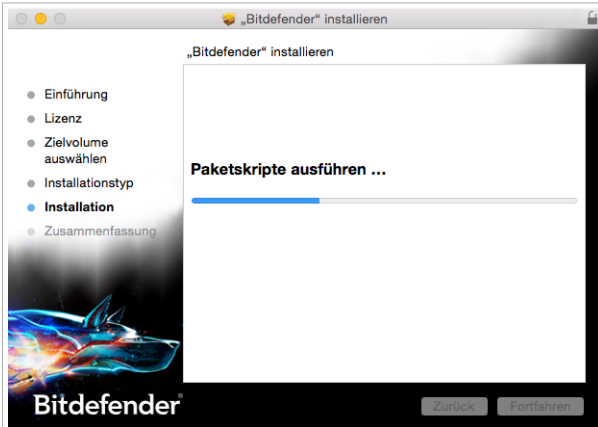 „Bitdefender“ installieren
„Bitdefender“ installieren
Einführung
Lizenz
Zielvolume
auswählen
Installationstyp
Installation
Zusammenfassung
Paketskripte ausführen ...
Bitdefender
Zurück
Fortfahren